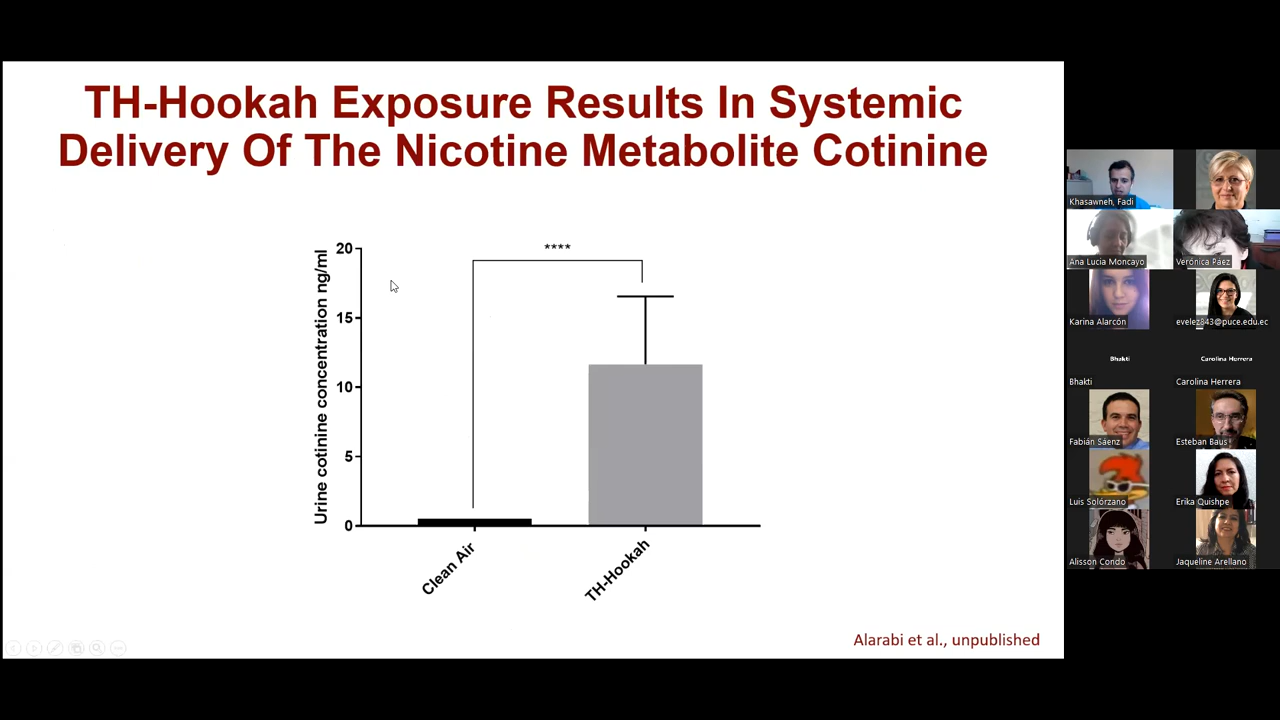 TH-Hookah Exposure Results In Systemic
Delivery Of The Nicotine Metabolite Cotinine
Urine cotinine concentration ng/ml
20
15
10
5
0
****
Clean Air
TH-Hookah
Alarabi et al., unpublished
Khasawneh, Fadi
Ana Lucia Moncayo
Verónica Páez
Karina Alarcón
evelez843@puce.edu.ec
Bhakti
Carolina Herrera
Bhakti
Carolina Herrera
Fabián Sáenz
Esteban Baus
Luis Solórzano
Erika Quishpe
Alisson Condo
Jaqueline Arellano